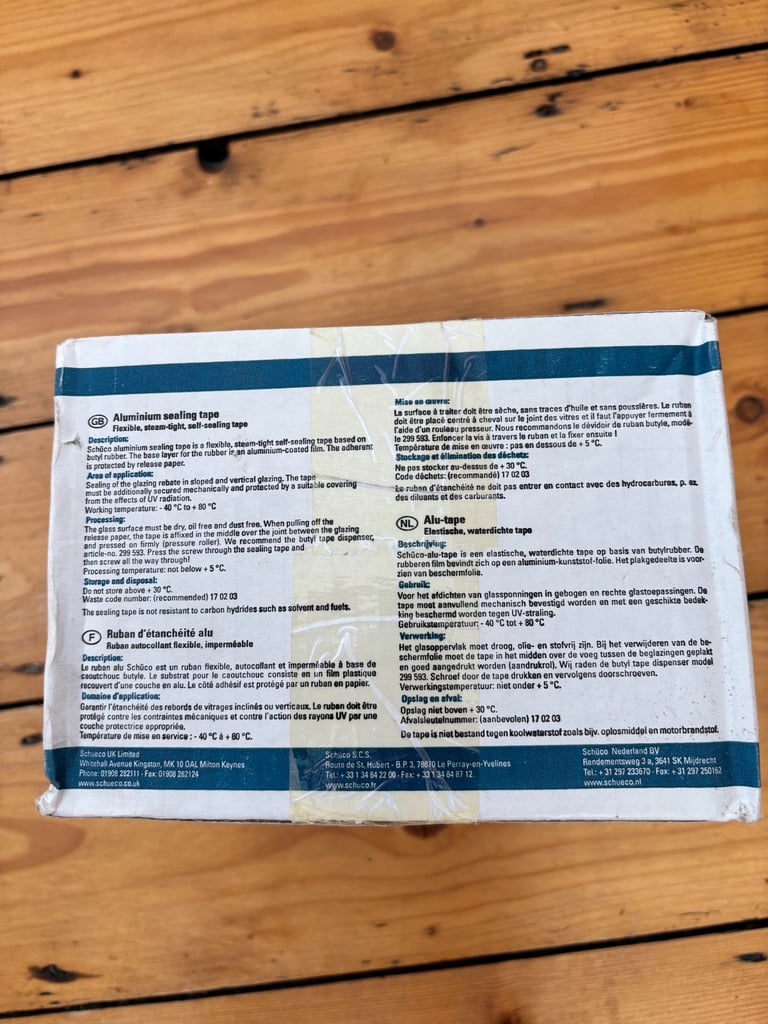 GB Aluminium sealing tape
Flexible, steam-tight, self-sealing tape
Description:
Schüco aluminium sealing tape is a flexible, steam-tight self-sealing tape based on
butyl rubber. The base layer for the rubber is an aluminium-coated film. The adherent
is protected by release paper.
Area of application:
Sealing of the glazing rebate in sloped and vertical glazing. The tape
must be additionally secured mechanically and protected by a suitable covering
from the effects of UV radiation.
Working temperature: - 40 °C to + 80 °C
Processing:
The glass surface must be dry, oil free and dust free. When pulling off the
release paper, the tape is affixed in the middle over the joint between the glazing
and pressed on firmly (pressure roller). We recommend the butyl tape dispenser,
article-no. 299 593. Press the screw through the sealing tape and
then screw all the way through!
Processing temperature: not below + 5 °C.
Storage and disposal:
Do not store above + 30 °C.
Waste code number: (recommended) 17 02 03
The sealing tape is not resistant to carbon hydrides such as solvent and fuels.
F Ruban d'étanchéité alu
Ruban autocollant flexible, imperméable
Description:
Le ruban alu Schüco est un ruban flexible, autocollant et imperméable à base de
caoutchouc butyle. Le substrat pour le caoutchouc consiste en un film plastique
recouvert d'une couche en alu. Le côté adhésif est protégé par un ruban en papier.
Domaine d'application:
Garantir l'étanchéité des rebords de vitrages inclinés ou verticaux. Le ruban doit être
protégé contre les contraintes mécaniques et contre l'action des rayons UV par une
couche protectrice appropriée.
Température de mise en service : - 40 °C à + 80 °C.
Mise en œuvre:
La surface à traiter doit être sèche, sans traces d'huile et sans poussières. Le ruban
doit être placé centré à cheval sur le joint des vitres et il faut l'appuyer fermement à
l'aide d'un rouleau presseur. Nous recommandons le dévidoir de ruban butyle, modè-
le 299 593. Enfoncer la vis à travers le ruban et la fixer ensuite !
Température de mise en œuvre : pas en dessous de + 5 °C.
Stockage et élimination des déchets:
Ne pas stocker au-dessus de + 30 °C.
Code déchets: (recommandé) 17 02 03
Le ruban d'étanchéité ne doit pas entrer en contact avec des hydrocarbures, p. ex.
des diluants et des carburants.
NL Alu-tape
Elastische, waterdichte tape
Beschrijving:
Schüco-alu-tape is een elastische, waterdichte tape op basis van butylrubber. De
rubberen film bevindt zich op een aluminium-kunststof-folie. Het plakgedeelte is voor-
zien van beschermfolie.
Gebruik:
Voor het afdichten van glassponningen in gebogen en rechte glastoepassingen. De
tape moet aanvullend mechanisch bevestigd worden en met een geschikte bedek-
king beschermd worden tegen UV-straling.
Gebruikstemperatuur: - 40 °C tot + 80 °C
Verwerking:
Het glasoppervlak moet droog, olie- en stofvrij zijn. Bij het verwijderen van de be-
schermfolie moet de tape in het midden over de voeg tussen de beglazingen geplakt
en goed aangedrukt worden (aandrukrol). Wij raden de butyl tape dispenser model
299 593. Schroef door de tape drukken en vervolgens doorschroeven.
Verwerkingstemperatuur: niet onder + 5 °C.
Opslag en afval:
Opslag niet boven + 30 °C.
Afvalsleutelnummer: (aanbevolen) 17 02 03
De tape is niet bestand tegen koolwaterstof zoals bijv. oplosmiddel en motorbrandstof.
Schueco UK Limited
Whitehall Avenue Kingston, MK 10 0AL Milton Keynes
Phone: 01908 282111 · Fax: 01908 282124
www.schueco.co.uk
Schüco S.C.S.
Route de St. Hubert - B.P. 3, 78610 Le Perray-en-Yvelines
Tel.: + 33 1 34 84 22 00 · Fax: + 33 1 34 84 87 12
www.schuco.fr
Schüco Nederland BV
Rendementsweg 3 a, 3641 SK Mijdrecht
Tel.: + 31 297 233670 · Fax: + 31 297 250162
www.schueco.nl